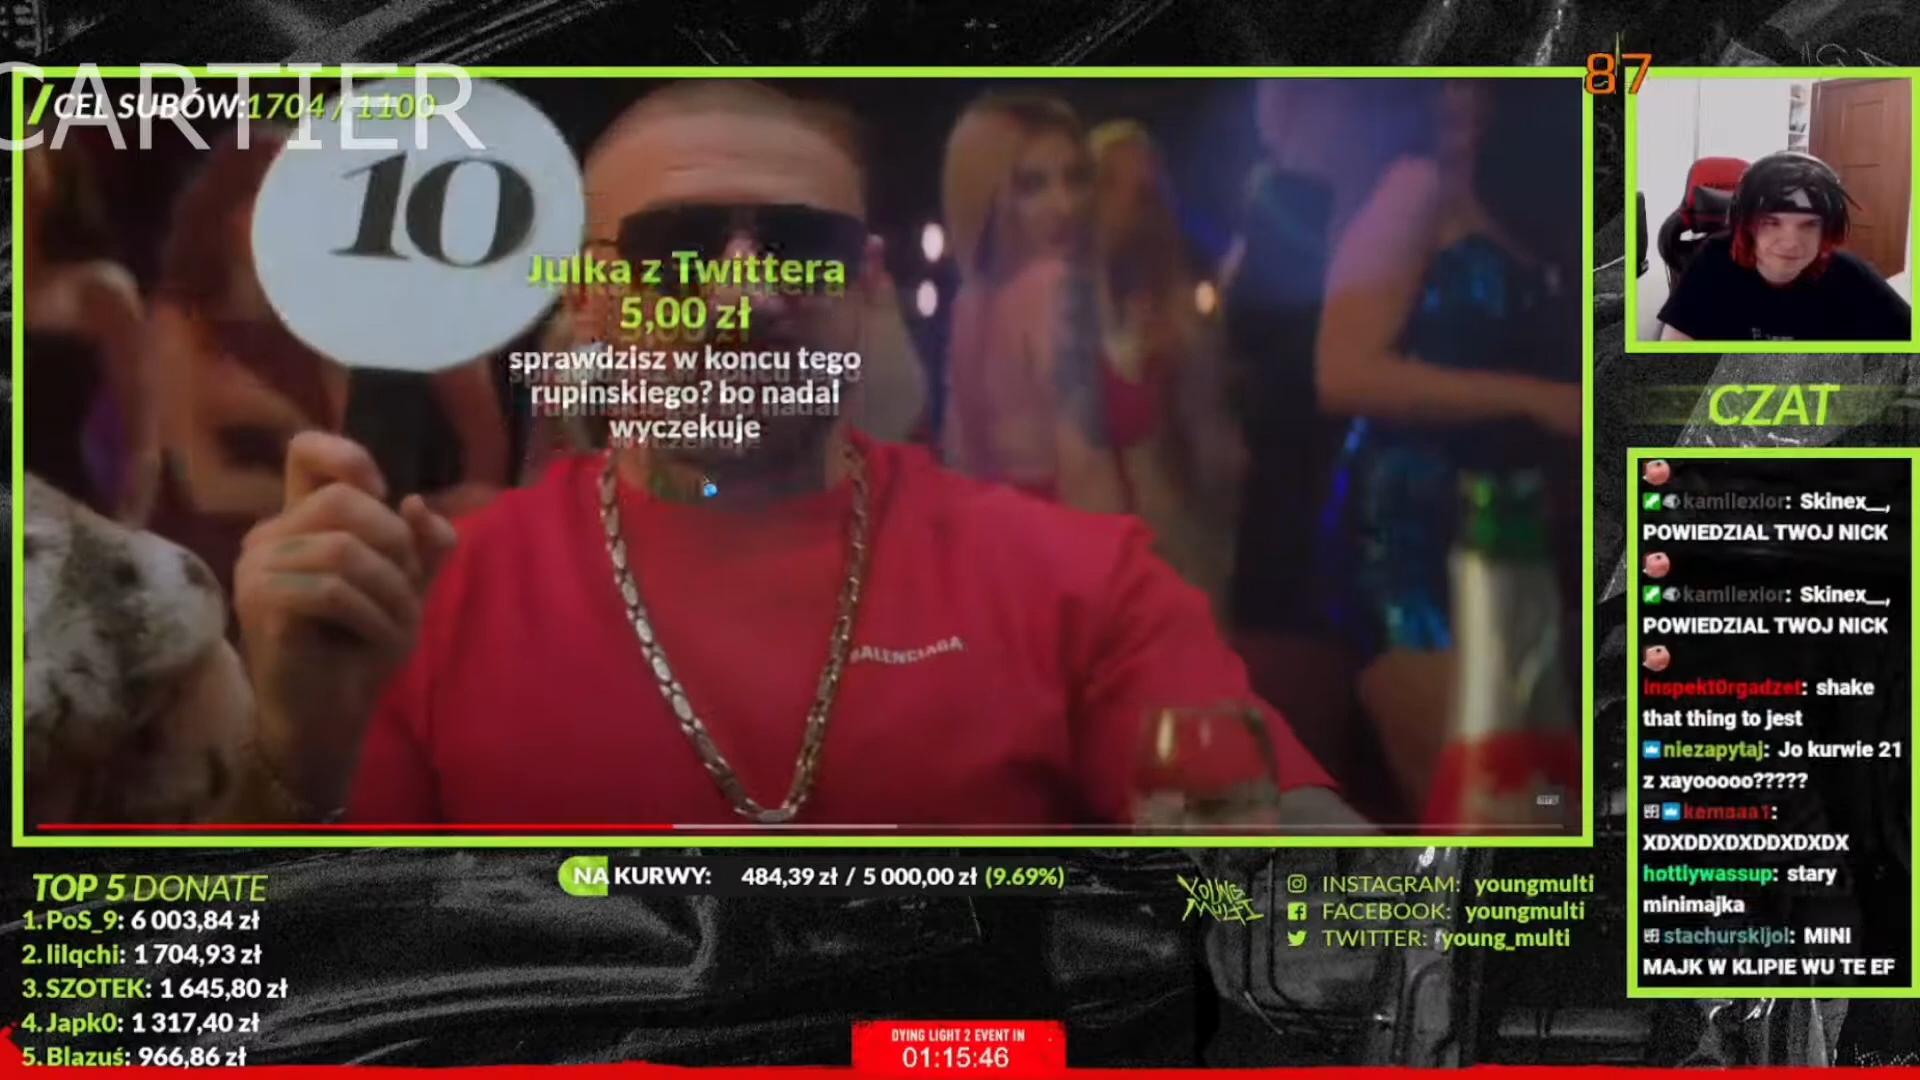 CARTIER
CEL SUBÓW: 1704 / 1100
87
10
Julka z Twittera
5,00 zł
sprawdzisz w koncu tego
rupinskiego? bo nadal
wyczekuje
BALENCIAGA
CZAT
kamilexior: Skinex__,
POWIEDZIAL TWOJ NICK
kamilexior: Skinex__,
POWIEDZIAL TWOJ NICK
Inspekt0rgadzet: shake
that thing to jest
niezapytaj: Jo kurwie 21
z xayooooo?????
kemsaa1:
XDXDDXDXDDXDXDX
hottlywassup: stary
minimajka
stachurskijol: MINI
MAJK W KLIPIE WU TE EF
TOP 5 DONATE
1. PoS_9: 6 003,84 zł
2. lilqchi: 1 704,93 zł
3. SZOTEK: 1 645,80 zł
4. Japk0: 1 317,40 zł
5. Blazuś: 966,86 zł
NA KURWY: 484,39 zł / 5 000,00 zł (9.69%)
YOUNG MULTI
INSTAGRAM: youngmulti
FACEBOOK: youngmulti
TWITTER: young_multi
DYING LIGHT 2 EVENT IN
01:15:46